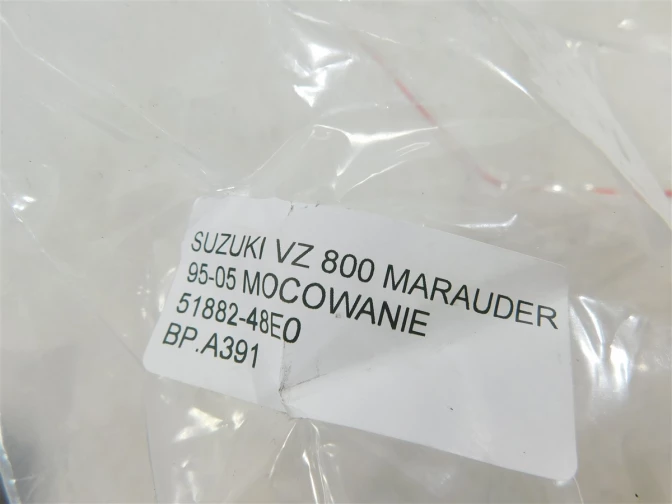 SUZUKI VZ 800 MARAUDER
95-05 MOCOWANIE
51882-48E0
BP.A391